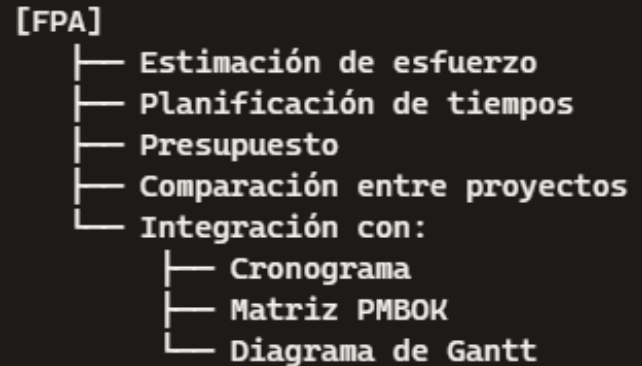 [FPA]
├── Estimación de esfuerzo
├── Planificación de tiempos
├── Presupuesto
├── Comparación entre proyectos
└── Integración con:
├── Cronograma
├── Matriz PMBOK
└── Diagrama de Gantt